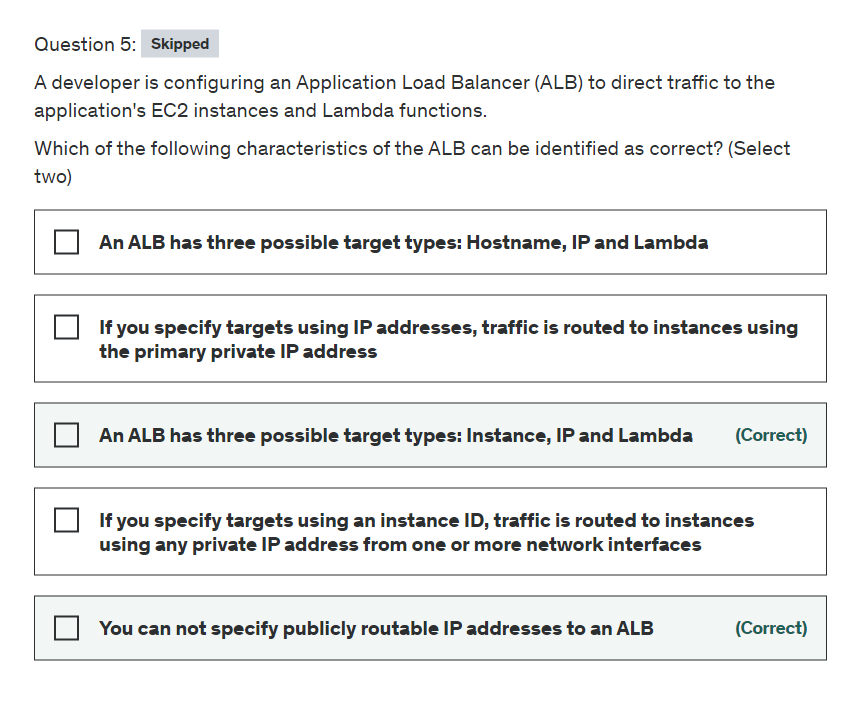 Question 5: Skipped
A developer is configuring an Application Load Balancer (ALB) to direct traffic to the
application's EC2 instances and Lambda functions.
Which of the following characteristics of the ALB can be identified as correct? (Select
two)
An ALB has three possible target types: Hostname, IP and Lambda
If you specify targets using IP addresses, traffic is routed to instances using
the primary private IP address
An ALB has three possible target types: Instance, IP and Lambda (Correct)
If you specify targets using an instance ID, traffic is routed to instances
using any private IP address from one or more network interfaces
You can not specify publicly routable IP addresses to an ALB (Correct)